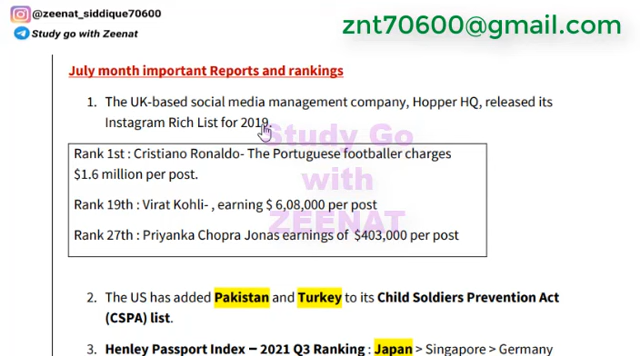 @zeenat_siddique70600
Study go with Zeenat
znt70600@gmail.com
July month important Reports and rankings
1. The UK-based social media management company, Hopper HQ, released its
Instagram Rich List for 2019.
Study Go
with
ZEENAT
Rank 1st : Cristiano Ronaldo- The Portuguese footballer charges
$1.6 million per post.
Rank 19th : Virat Kohli- , earning $ 6,08,000 per post
Rank 27th : Priyanka Chopra Jonas earnings of $403,000 per post
2. The US has added Pakistan and Turkey to its Child Soldiers Prevention Act
(CSPA) list.
3. Henley Passport Index – 2021 Q3 Ranking : Japan > Singapore > Germany